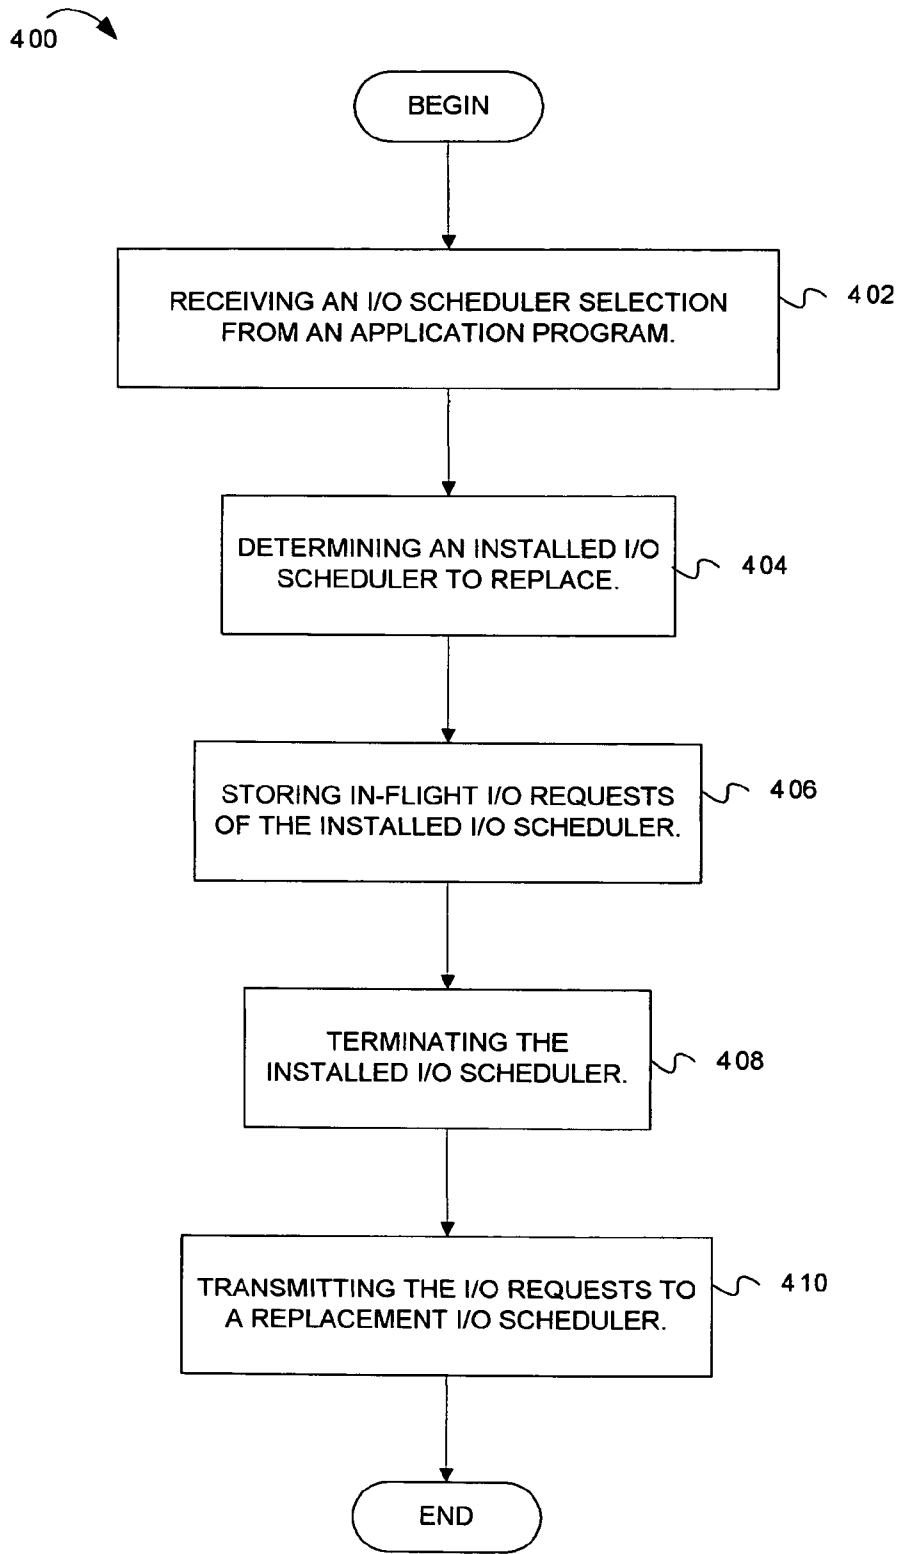 400
BEGIN
RECEIVING AN I/O SCHEDULER SELECTION
FROM AN APPLICATION PROGRAM.
402
DETERMINING AN INSTALLED I/O
SCHEDULER TO REPLACE.
404
STORING IN-FLIGHT I/O REQUESTS
OF THE INSTALLED I/O SCHEDULER.
406
TERMINATING THE
INSTALLED I/O SCHEDULER.
408
TRANSMITTING THE I/O REQUESTS TO
A REPLACEMENT I/O SCHEDULER.
410
END